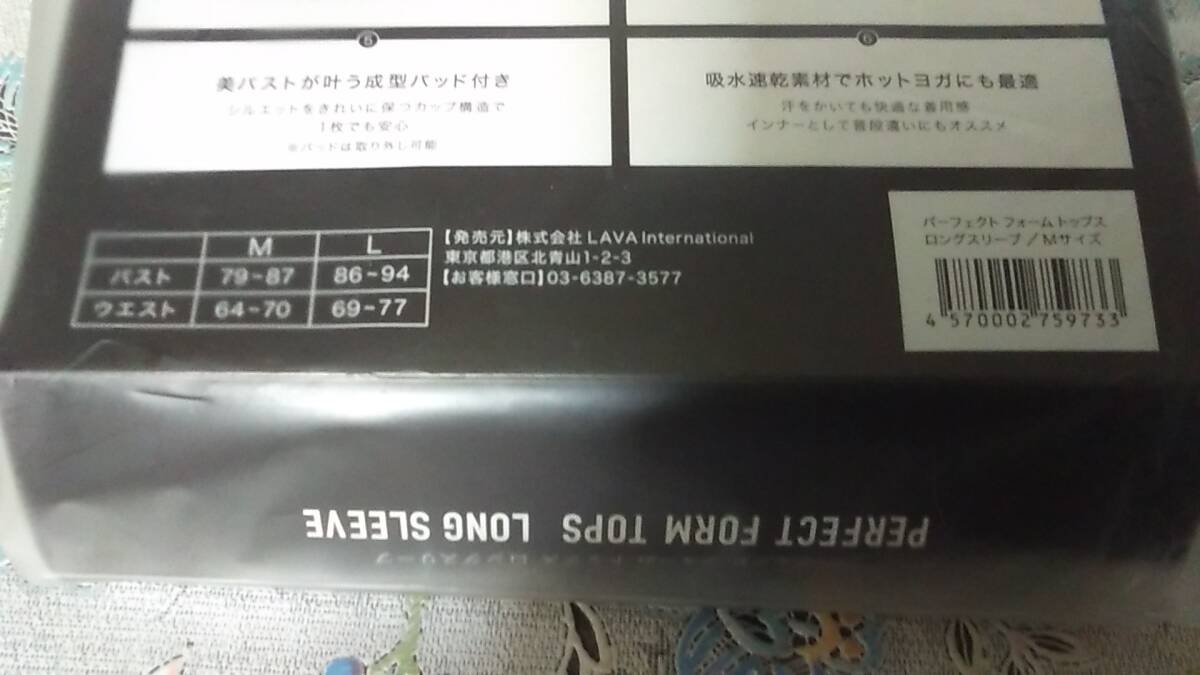 5
美バストが叶う成型パッド付き
シルエットをきれいに保つカップ構造で
1枚でも安心
※パッドは取り外し可能
6
吸水速乾素材でホットヨガにも最適
汗をかいても快適な着用感
インナーとして普段遣いにもオススメ
M L
バスト 79-87 86-94
ウエスト 64-70 69-77
【発売元】株式会社 LAVA International
東京都港区北青山1-2-3
【お客様窓口】03-6387-3577
パーフェクト フォーム トップス
ロングスリーブ / Mサイズ
4 570002 759733
PERFECT FORM TOPS LONG SLEEVE